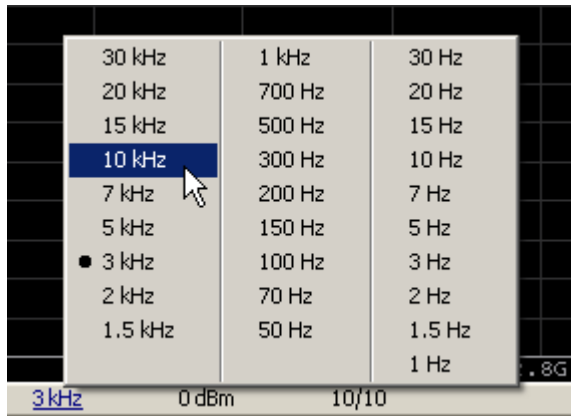 30 kHz
20 kHz
15 kHz
10 kHz
7 kHz
5 kHz
3 kHz
2 kHz
1.5 kHz
1 kHz
700 Hz
500 Hz
300 Hz
200 Hz
150 Hz
100 Hz
70 Hz
50 Hz
30 Hz
20 Hz
15 Hz
10 Hz
7 Hz
5 Hz
3 Hz
2 Hz
1.5 Hz
1 Hz
.8G
3 kHz 0 dBm 10/10